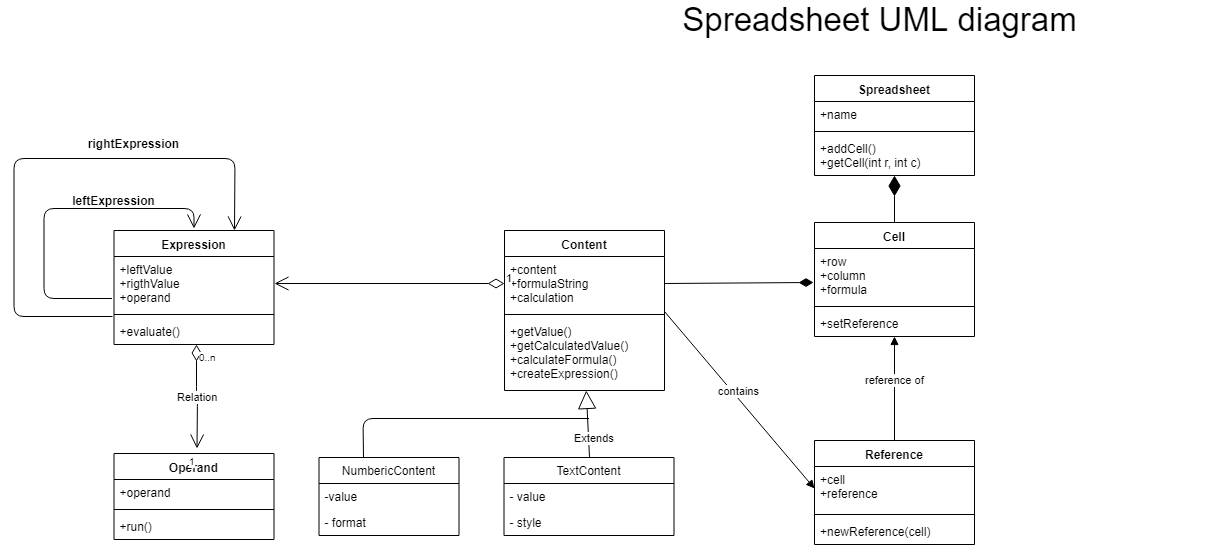 Spreadsheet UML diagram
Spreadsheet
+name
+addCell()
+getCell(int r, int c)
rightExpression
leftExpression
Expression
+leftValue
+rigthValue
+operand
+evaluate()
Content
+content
1
+formulaString
+calculation
+getValue()
+getCalculatedValue()
+calculateFormula()
+createExpression()
Cell
+row
+column
+formula
+setReference
0..n
Relation
contains
reference of
Extends
1
Operand
+operand
+run()
NumbericContent
-value
- format
TextContent
- value
- style
Reference
+cell
+reference
+newReference(cell)